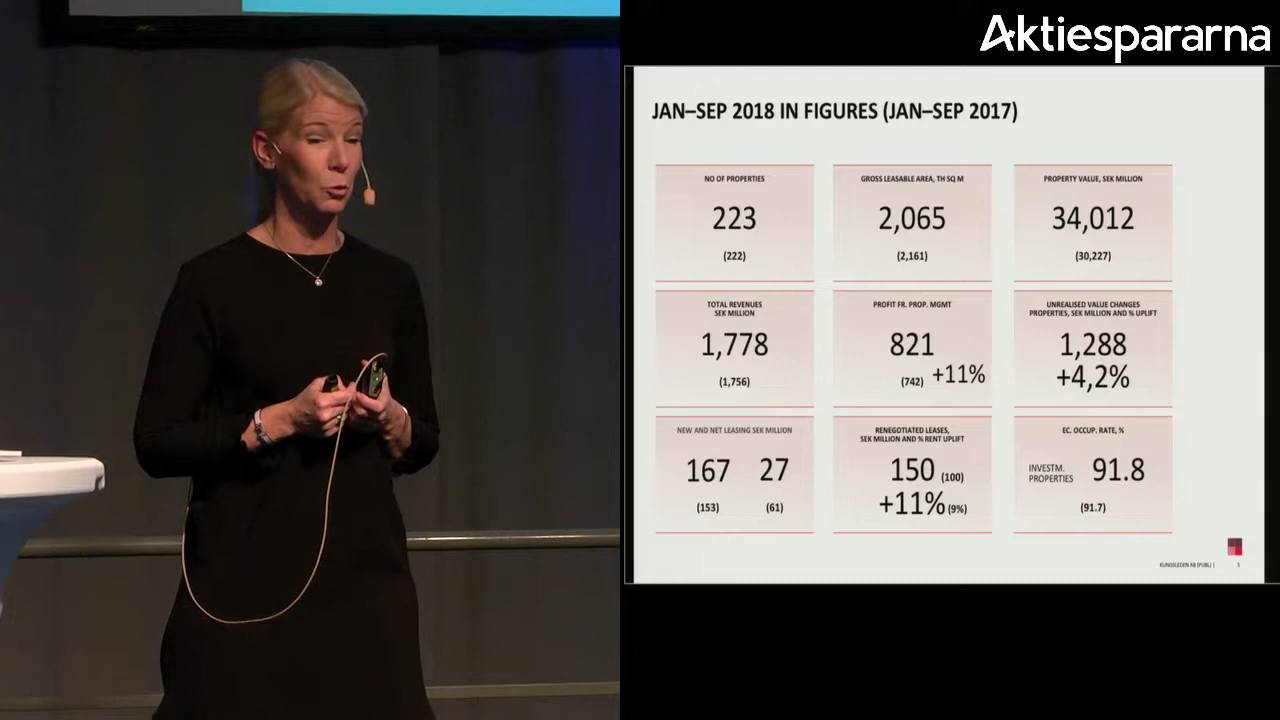 Aktiespararna
JAN–SEP 2018 IN FIGURES (JAN–SEP 2017)
NO OF PROPERTIES
223
(222)
GROSS LEASABLE AREA, TH SQ M
2,065
(2,161)
PROPERTY VALUE, SEK MILLION
34,012
(30,227)
TOTAL REVENUES
SEK MILLION
1,778
(1,756)
PROFIT FR. PROP. MGMT
821
(742) +11%
UNREALISED VALUE CHANGES
PROPERTIES, SEK MILLION AND % UPLIFT
1,288
+4,2%
NEW AND NET LEASING SEK MILLION
167 27
(153) (61)
RENEGOTIATED LEASES,
SEK MILLION AND % RENT UPLIFT
150 (100)
+11% (9%)
EC. OCCUP. RATE, %
INVESTM.
PROPERTIES 91.8
(91.7)
KUNGSLEDEN AB (PUBL) | 5